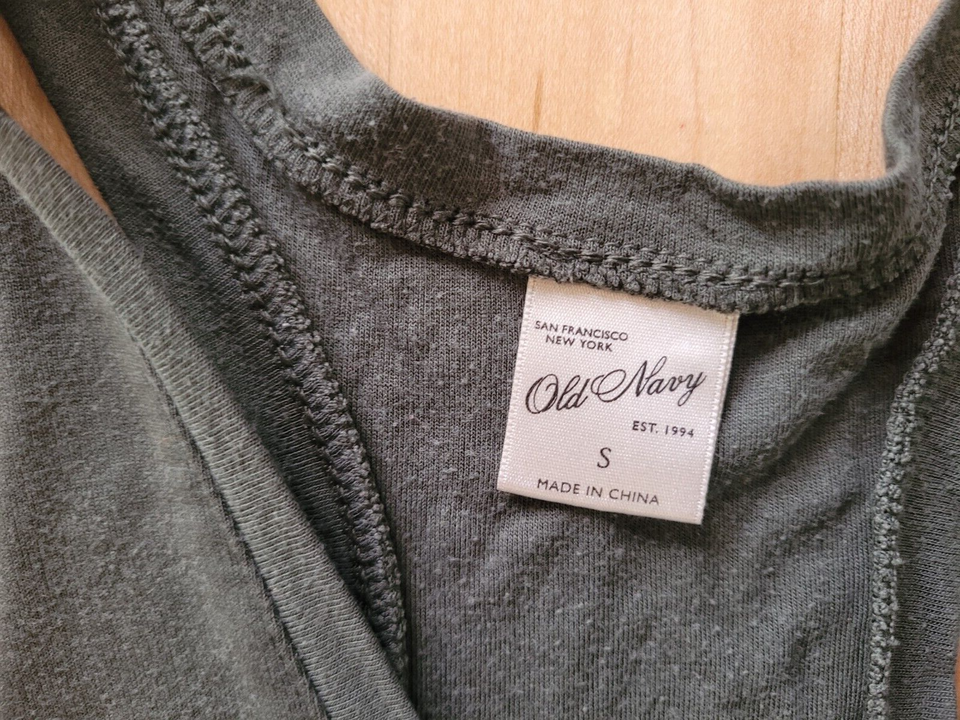 SAN FRANCISCO
NEW YORK
Old Navy
EST. 1994
S
MADE IN CHINA